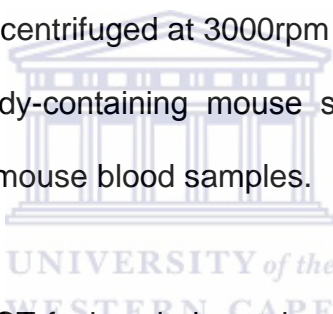 centrifuged at 3000rpm
dy-containing mouse s
mouse blood samples.
UNIVERSITY of the
WESTERN CAPE